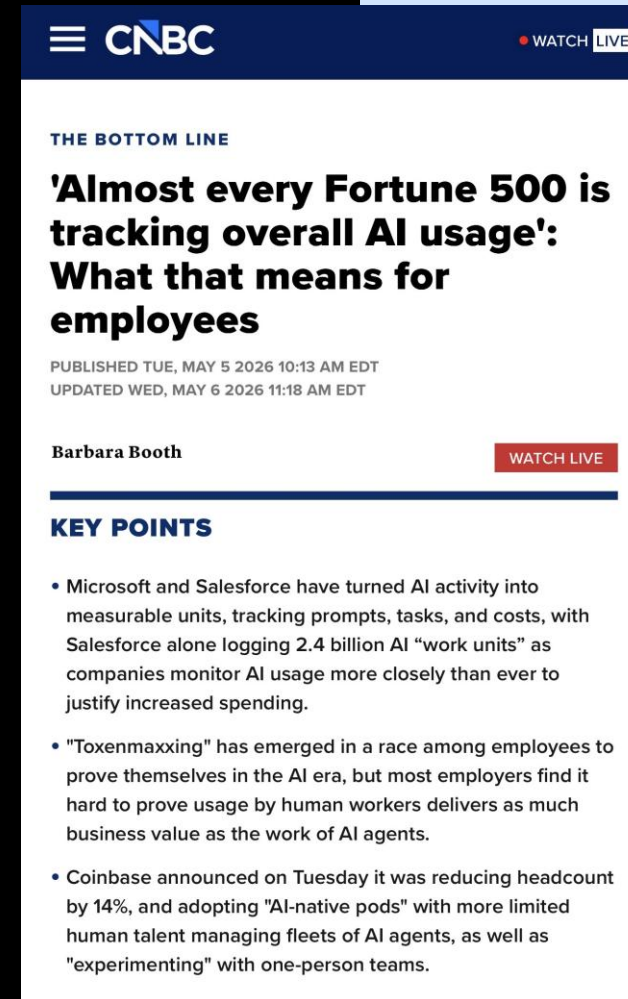 CNBC
WATCH LIVE
THE BOTTOM LINE
'Almost every Fortune 500 is
tracking overall AI usage':
What that means for
employees
PUBLISHED TUE, MAY 5 2026 10:13 AM EDT
UPDATED WED, MAY 6 2026 11:18 AM EDT
Barbara Booth
WATCH LIVE
KEY POINTS
• Microsoft and Salesforce have turned AI activity into
measurable units, tracking prompts, tasks, and costs, with
Salesforce alone logging 2.4 billion AI “work units” as
companies monitor AI usage more closely than ever to
justify increased spending.
• "Toxenmaxxing" has emerged in a race among employees to
prove themselves in the AI era, but most employers find it
hard to prove usage by human workers delivers as much
business value as the work of AI agents.
• Coinbase announced on Tuesday it was reducing headcount
by 14%, and adopting "AI-native pods" with more limited
human talent managing fleets of AI agents, as well as
"experimenting" with one-person teams.